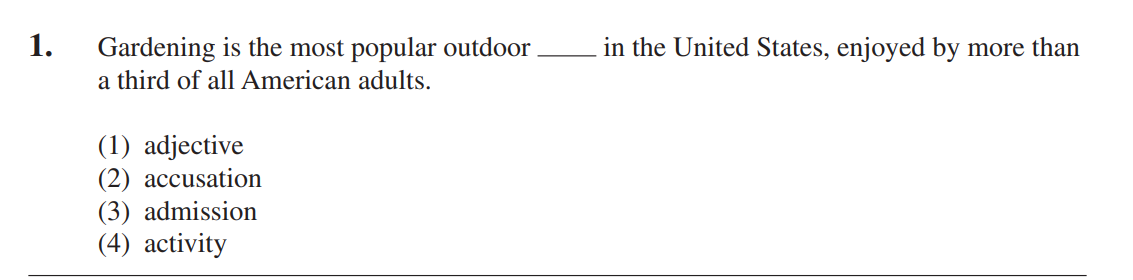 1. Gardening is the most popular outdoor ____ in the United States, enjoyed by more than
a third of all American adults.
(1) adjective
(2) accusation
(3) admission
(4) activity